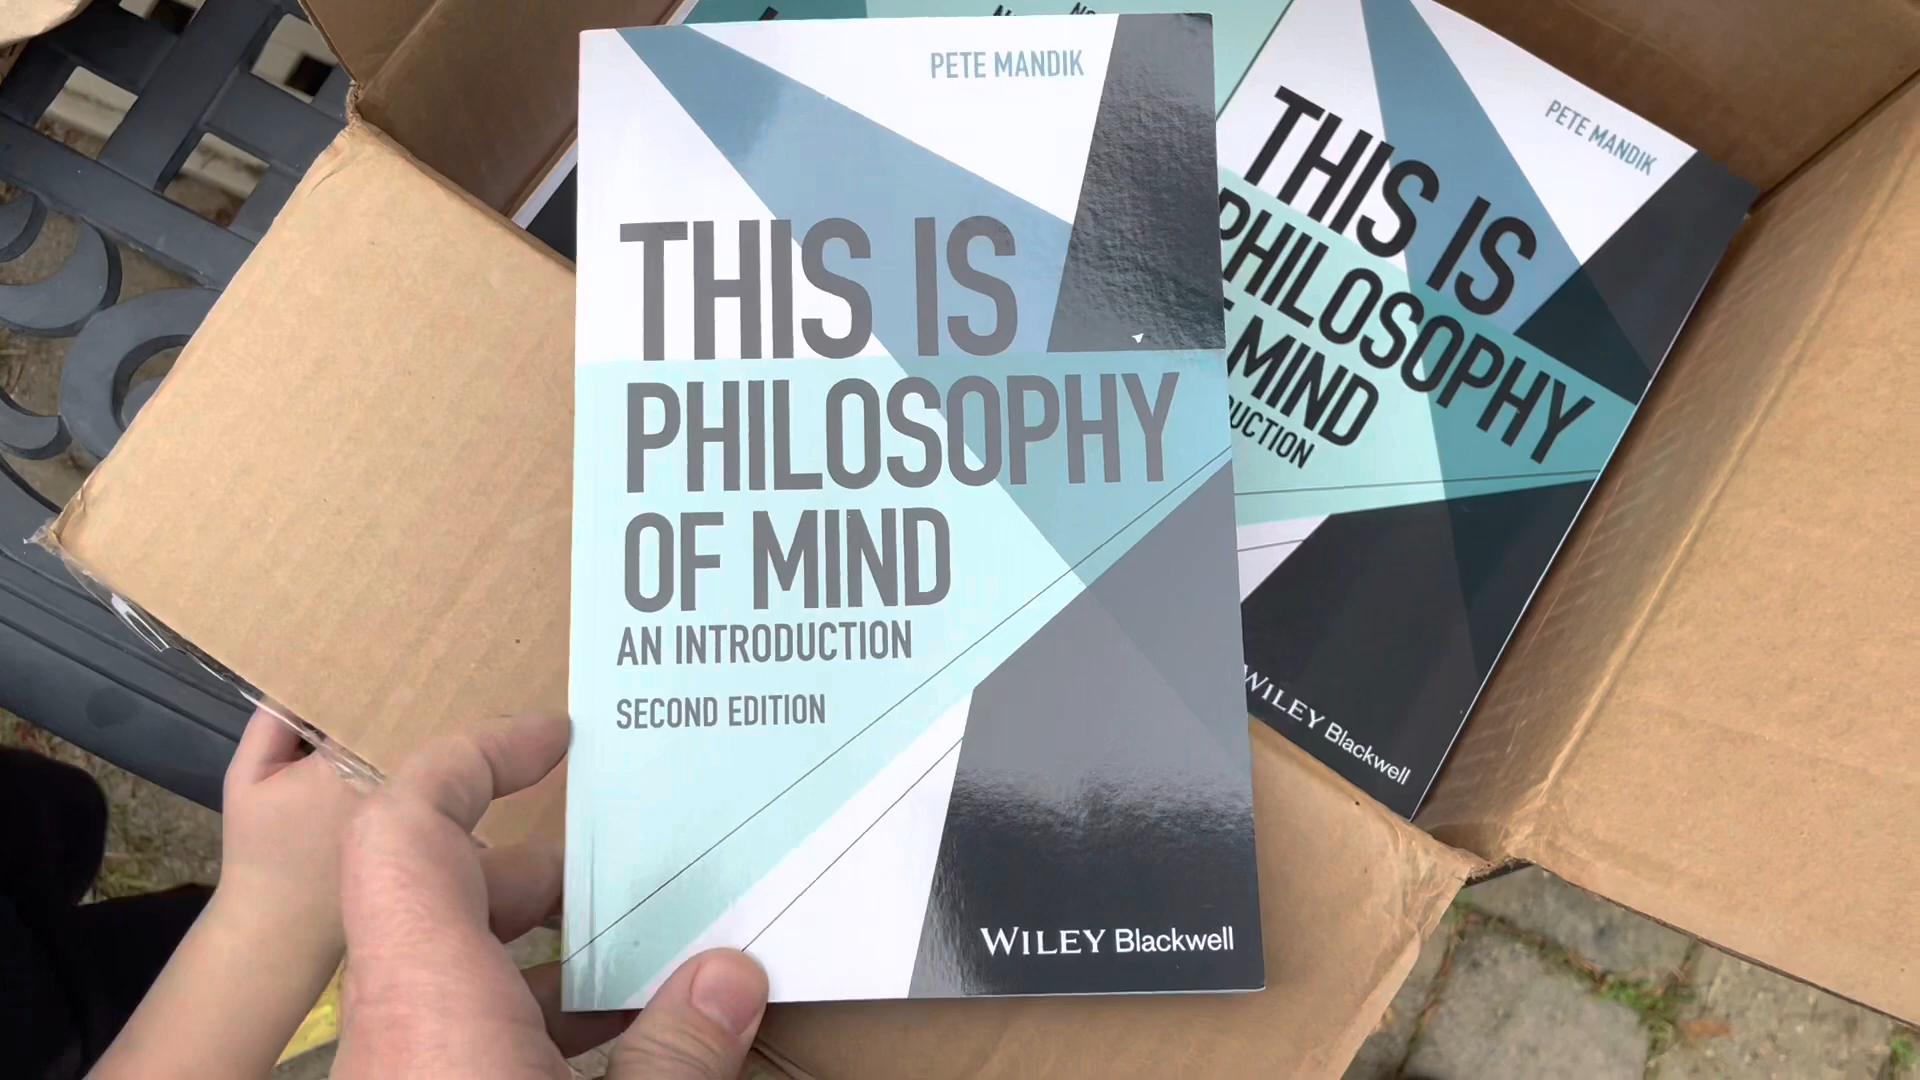 PETE MANDIK
THIS IS
PHILOSOPHY
OF MIND
AN INTRODUCTION
SECOND EDITION
WILEY Blackwell
PETE MANDIK
THIS IS
PHILOSOPHY
MIND
WILEY Blackwell